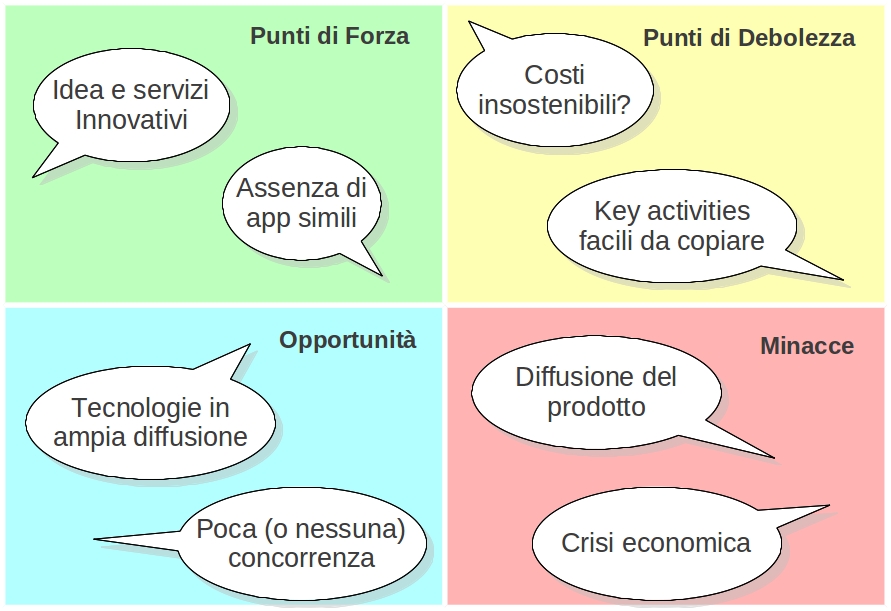 Punti di Forza
Idea e servizi
Innovativi
Assenza di
app simili
Punti di Debolezza
Costi
insostenibili?
Key activities
facili da copiare
Opportunità
Tecnologie in
ampia diffusione
Poca (o nessuna)
concorrenza
Minacce
Diffusione del
prodotto
Crisi economica